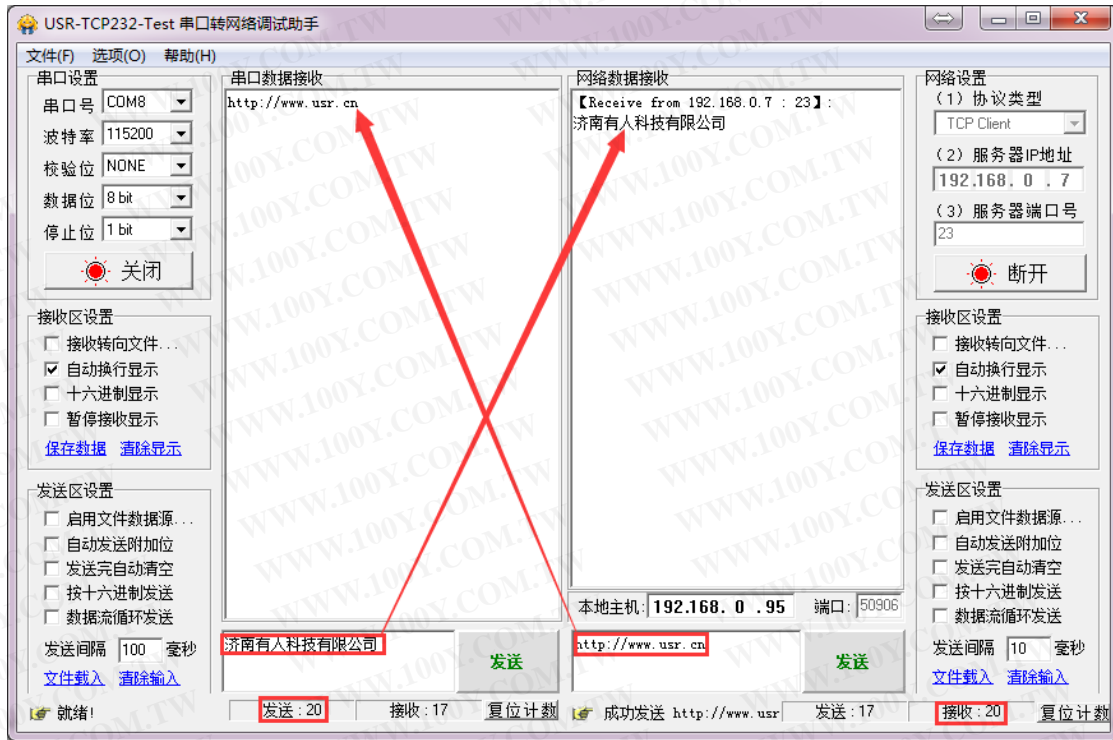 USR-TCP232-Test 串口转网络调试助手
文件(F) 选项(O) 帮助(H)
串口设置
串口号 COM8
波特率 115200
校验位 NONE
数据位 8 bit
停止位 1 bit
关闭
接收区设置
接收转向文件...
自动换行显示
十六进制显示
暂停接收显示
保存数据 清除显示
发送区设置
启用文件数据源...
自动发送附加位
发送完自动清空
按十六进制发送
数据流循环发送
发送间隔 100 毫秒
文件载入 清除输入
就绪!
串口数据接收
http://www.usr.cn
济南有人科技有限公司
发送
发送:20 接收:17 复位计数
网络数据接收
【Receive from 192.168.0.7 : 23】:
济南有人科技有限公司
本地主机: 192.168. 0 .95 端口: 50906
http://www.usr.cn
发送
成功发送 http://www.usr 发送:17 接收:20 复位计数
网络设置
(1) 协议类型
TCP Client
(2) 服务器IP地址
192.168. 0 . 7
(3) 服务器端口号
23
断开
接收区设置
接收转向文件...
自动换行显示
十六进制显示
暂停接收显示
保存数据 清除显示
发送区设置
启用文件数据源...
自动发送附加位
发送完自动清空
按十六进制发送
数据流循环发送
发送间隔 10 毫秒
文件载入 清除输入
WWW.100Y.COM.TW